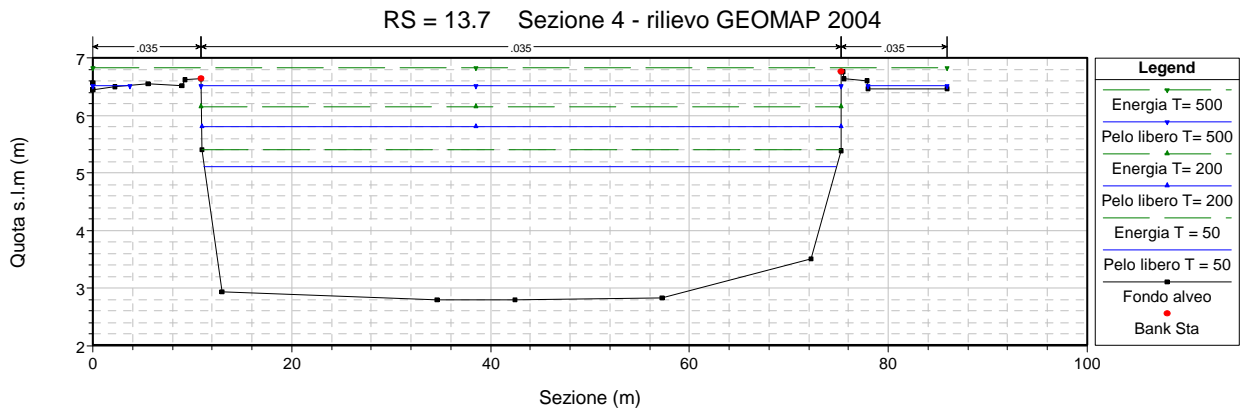 RS = 13.7 Sezione 4 - rilievo GEOMAP 2004
.035 .035 .035
7
6
5
4
3
2
Quota s.l.m (m)
0 20 40 60 80 100
Sezione (m)
Legend
Energia T= 500
Pelo libero T= 500
Energia T= 200
Pelo libero T= 200
Energia T = 50
Pelo libero T = 50
Fondo alveo
Bank Sta